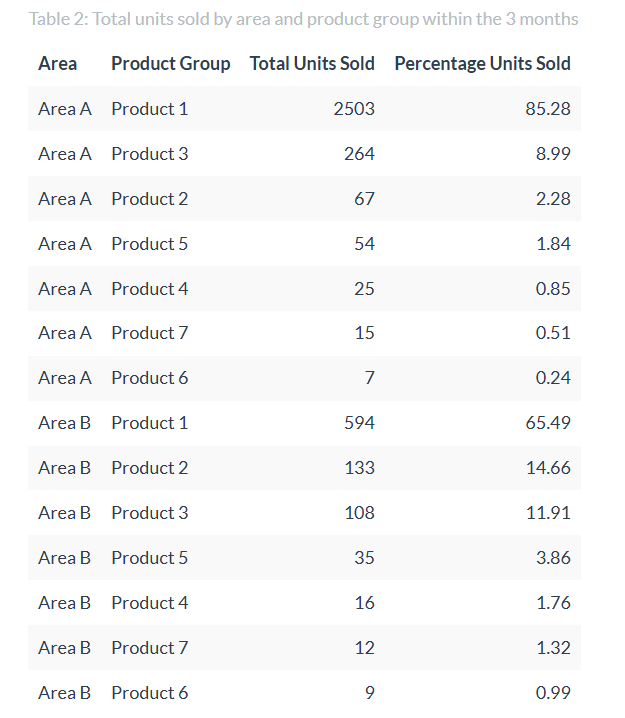 Table 2: Total units sold by area and product group within the 3 months
Area Product Group Total Units Sold Percentage Units Sold
Area A Product 1 2503 85.28
Area A Product 3 264 8.99
Area A Product 2 67 2.28
Area A Product 5 54 1.84
Area A Product 4 25 0.85
Area A Product 7 15 0.51
Area A Product 6 7 0.24
Area B Product 1 594 65.49
Area B Product 2 133 14.66
Area B Product 3 108 11.91
Area B Product 5 35 3.86
Area B Product 4 16 1.76
Area B Product 7 12 1.32
Area B Product 6 9 0.99